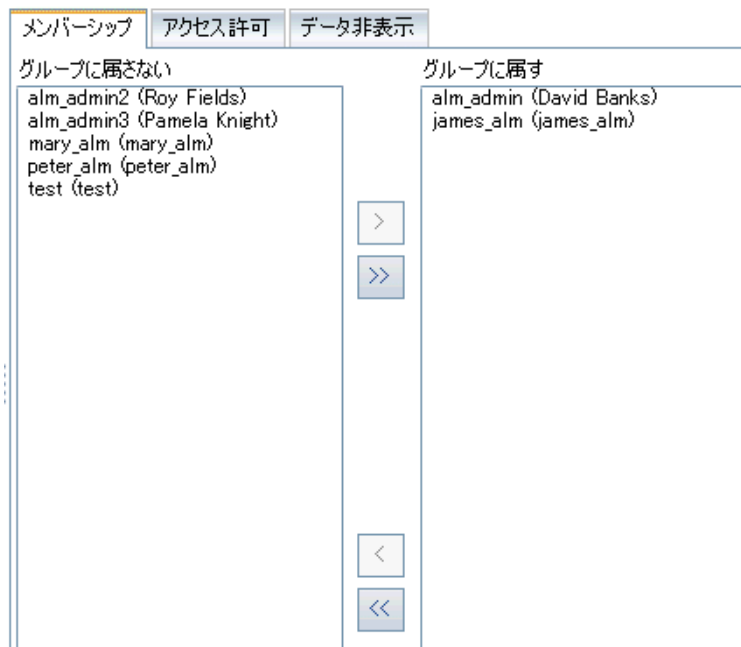 メンバーシップ アクセス許可 データ非表示
グループに属さない
alm_admin2 (Roy Fields)
alm_admin3 (Pamela Knight)
mary_alm (mary_alm)
peter_alm (peter_alm)
test (test)
>
>>
<
<<
グループに属す
alm_admin (David Banks)
james_alm (james_alm)